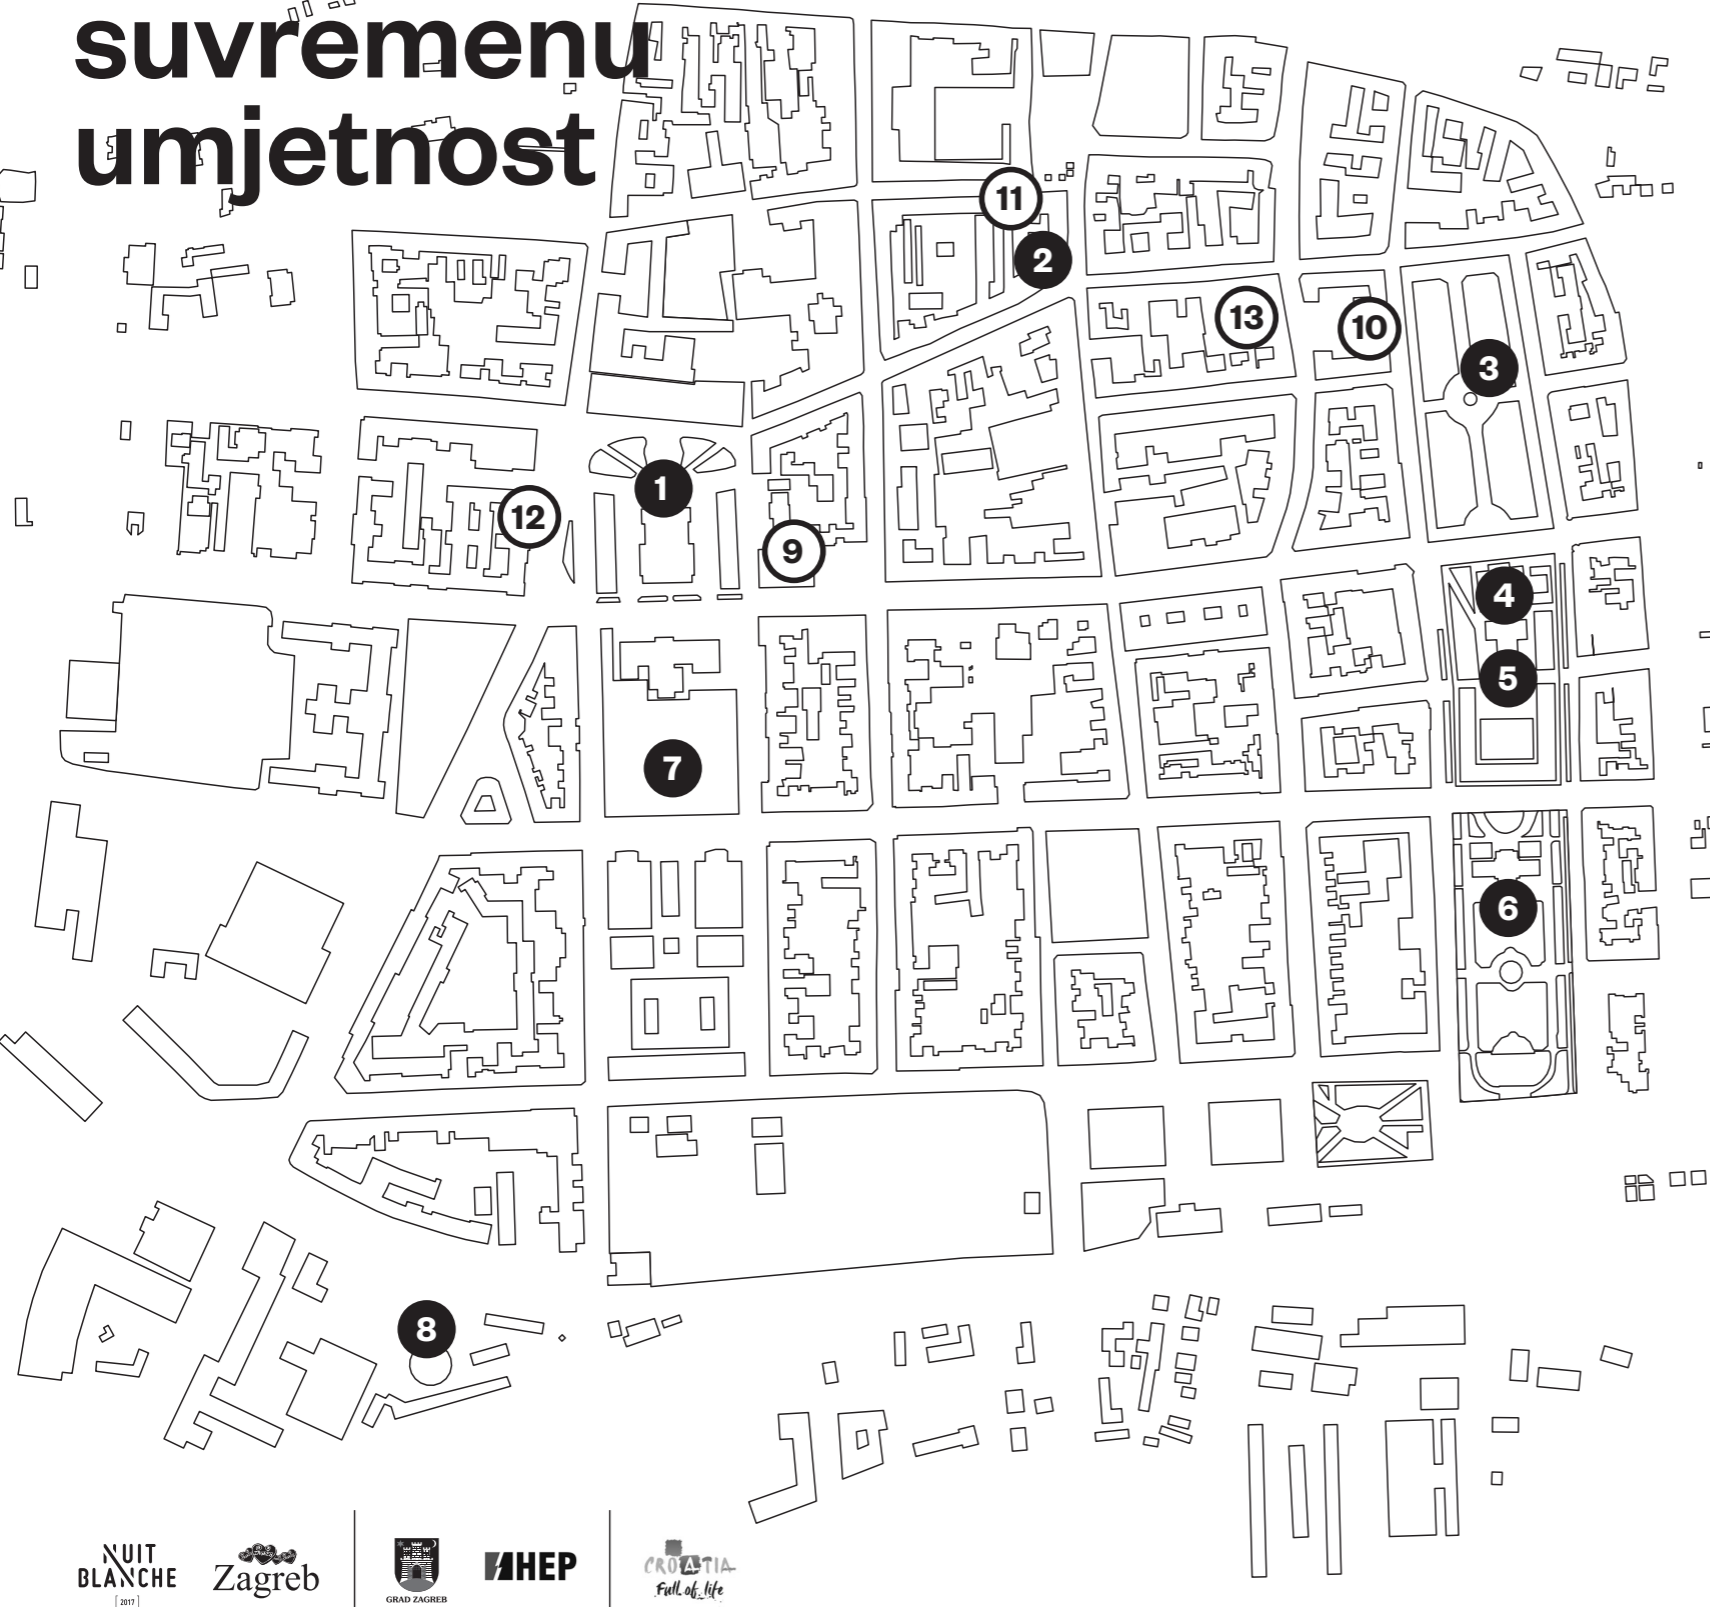 suvremenu
umjetnost
11
2
13
10
3
1
12
9
4
5
7
6
8
NUIT
BLANCHE
[2017]
Zagreb
GRAD ZAGREB
HEP
CROATIA
Full of life